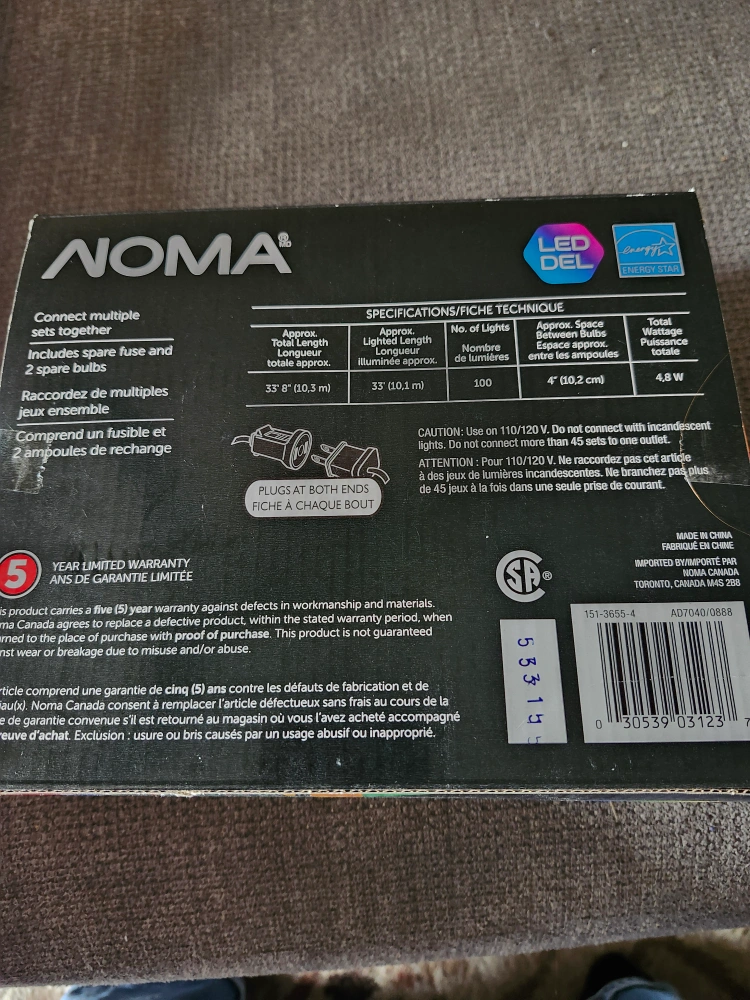 NOMA
®
MD
LED
DEL
energy
ENERGY STAR
Connect multiple
sets together
Includes spare fuse and
2 spare bulbs
Raccordez de multiples
jeux ensemble
Comprend un fusible et
2 ampoules de rechange
SPECIFICATIONS/FICHE TECHNIQUE
Approx.
Total Length
Longueur
totale approx.
Approx.
Lighted Length
Longueur
illuminée approx.
No. of Lights
Nombre
de lumières
Approx. Space
Between Bulbs
Espace approx.
entre les ampoules
Total
Wattage
Puissance
totale
33' 8" (10,3 m)
33' (10,1 m)
100
4" (10,2 cm)
4,8 W
PLUGS AT BOTH ENDS
FICHE À CHAQUE BOUT
CAUTION: Use on 110/120 V. Do not connect with incandescent
lights. Do not connect more than 45 sets to one outlet.
ATTENTION : Pour 110/120 V. Ne raccordez pas cet article
à des jeux de lumières incandescentes. Ne branchez pas plus
de 45 jeux à la fois dans une seule prise de courant.
5
YEAR LIMITED WARRANTY
ANS DE GARANTIE LIMITÉE
is product carries a five (5) year warranty against defects in workmanship and materials.
ma Canada agrees to replace a defective product, within the stated warranty period, when
rned to the place of purchase with proof of purchase. This product is not guaranteed
nst wear or breakage due to misuse and/or abuse.
rticle comprend une garantie de cinq (5) ans contre les défauts de fabrication et de
iau(x). Noma Canada consent à remplacer l'article défectueux sans frais au cours de la
e de garantie convenue s'il est retourné au magasin où vous l'avez acheté accompagné
reuve d'achat. Exclusion : usure ou bris causés par un usage abusif ou inapproprié.
SA®
MADE IN CHINA
FABRIQUÉ EN CHINE
IMPORTED BY/IMPORTÉ PAR
NOMA CANADA
TORONTO, CANADA M4S 2B8
151-3655-4 AD7040/0888
0 30539 03123 7